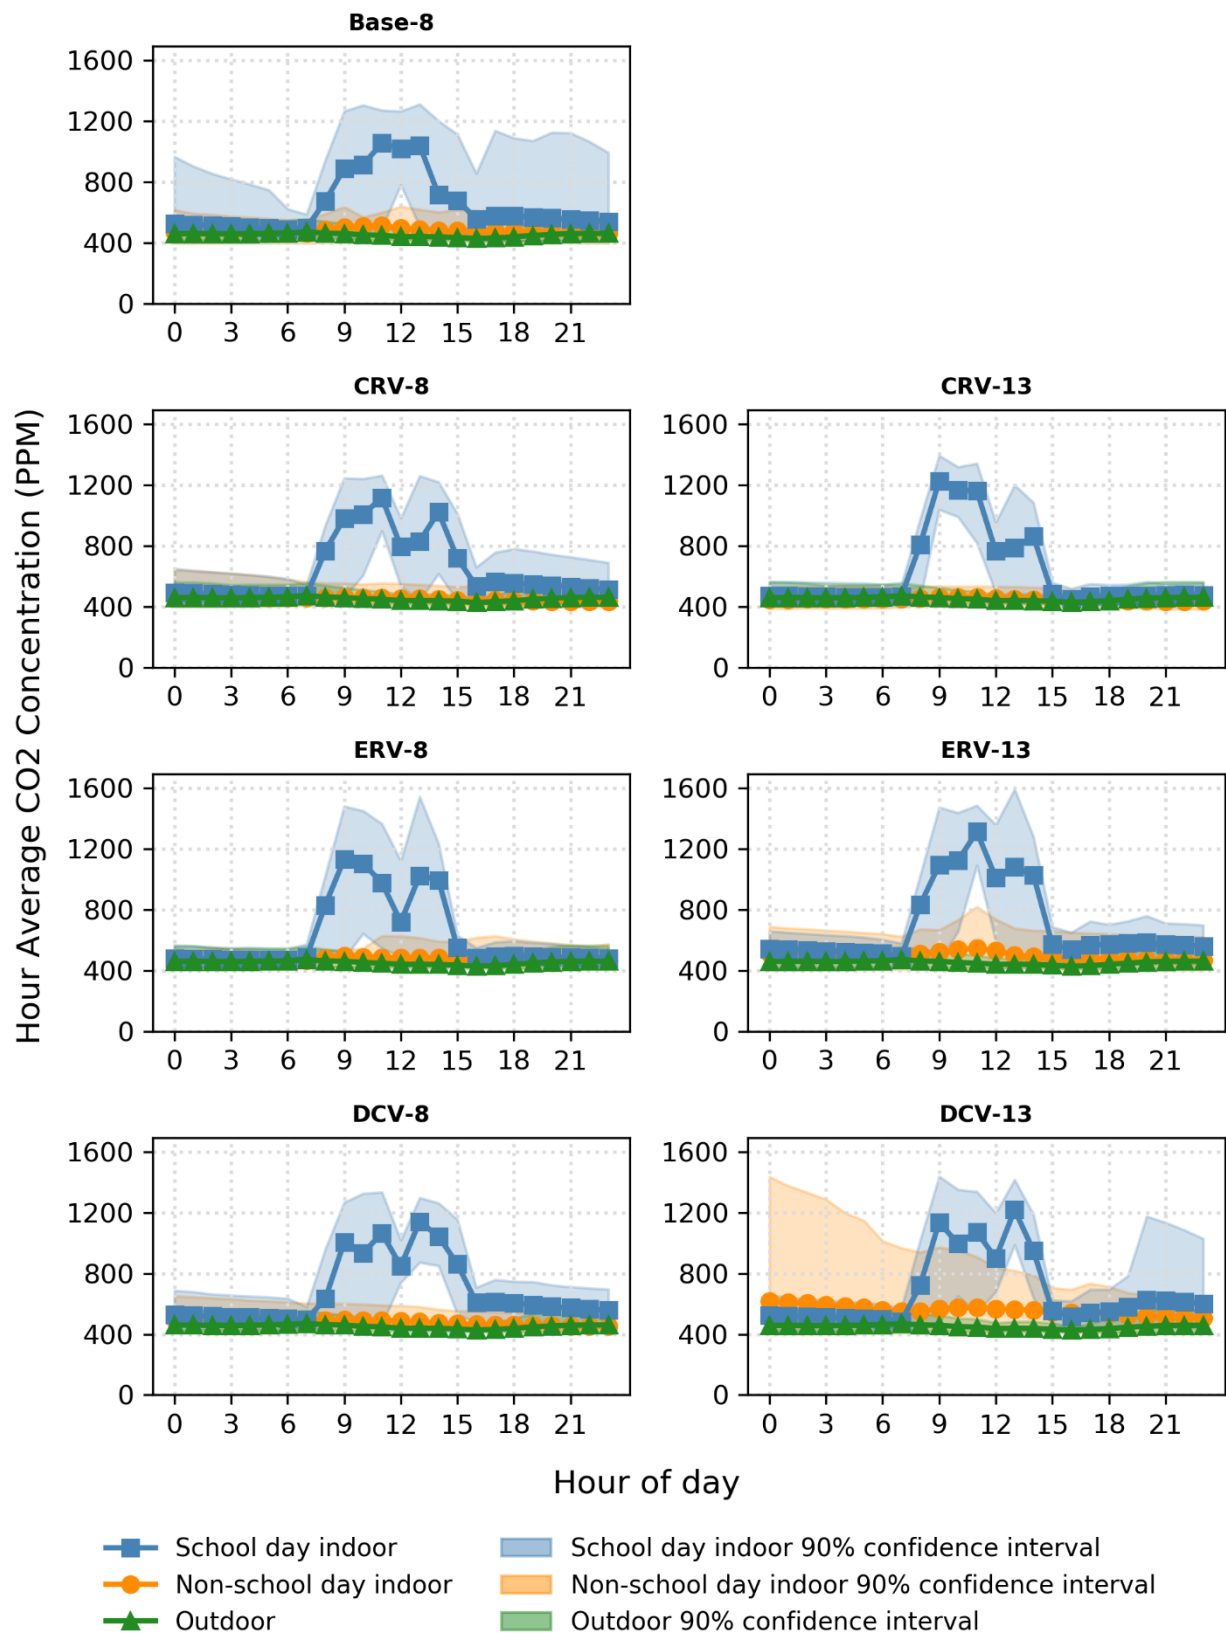 Base-8
1600
1200
800
400
0
0 3 6 9 12 15 18 21
CRV-8
1600
1200
800
400
0
0 3 6 9 12 15 18 21
CRV-13
1600
1200
800
400
0
0 3 6 9 12 15 18 21
ERV-8
1600
1200
800
400
0
0 3 6 9 12 15 18 21
ERV-13
1600
1200
800
400
0
0 3 6 9 12 15 18 21
DCV-8
1600
1200
800
400
0
0 3 6 9 12 15 18 21
DCV-13
1600
1200
800
400
0
0 3 6 9 12 15 18 21
Hour Average CO2 Concentration (PPM)
Hour of day
School day indoor
Non-school day indoor
Outdoor
School day indoor 90% confidence interval
Non-school day indoor 90% confidence interval
Outdoor 90% confidence interval